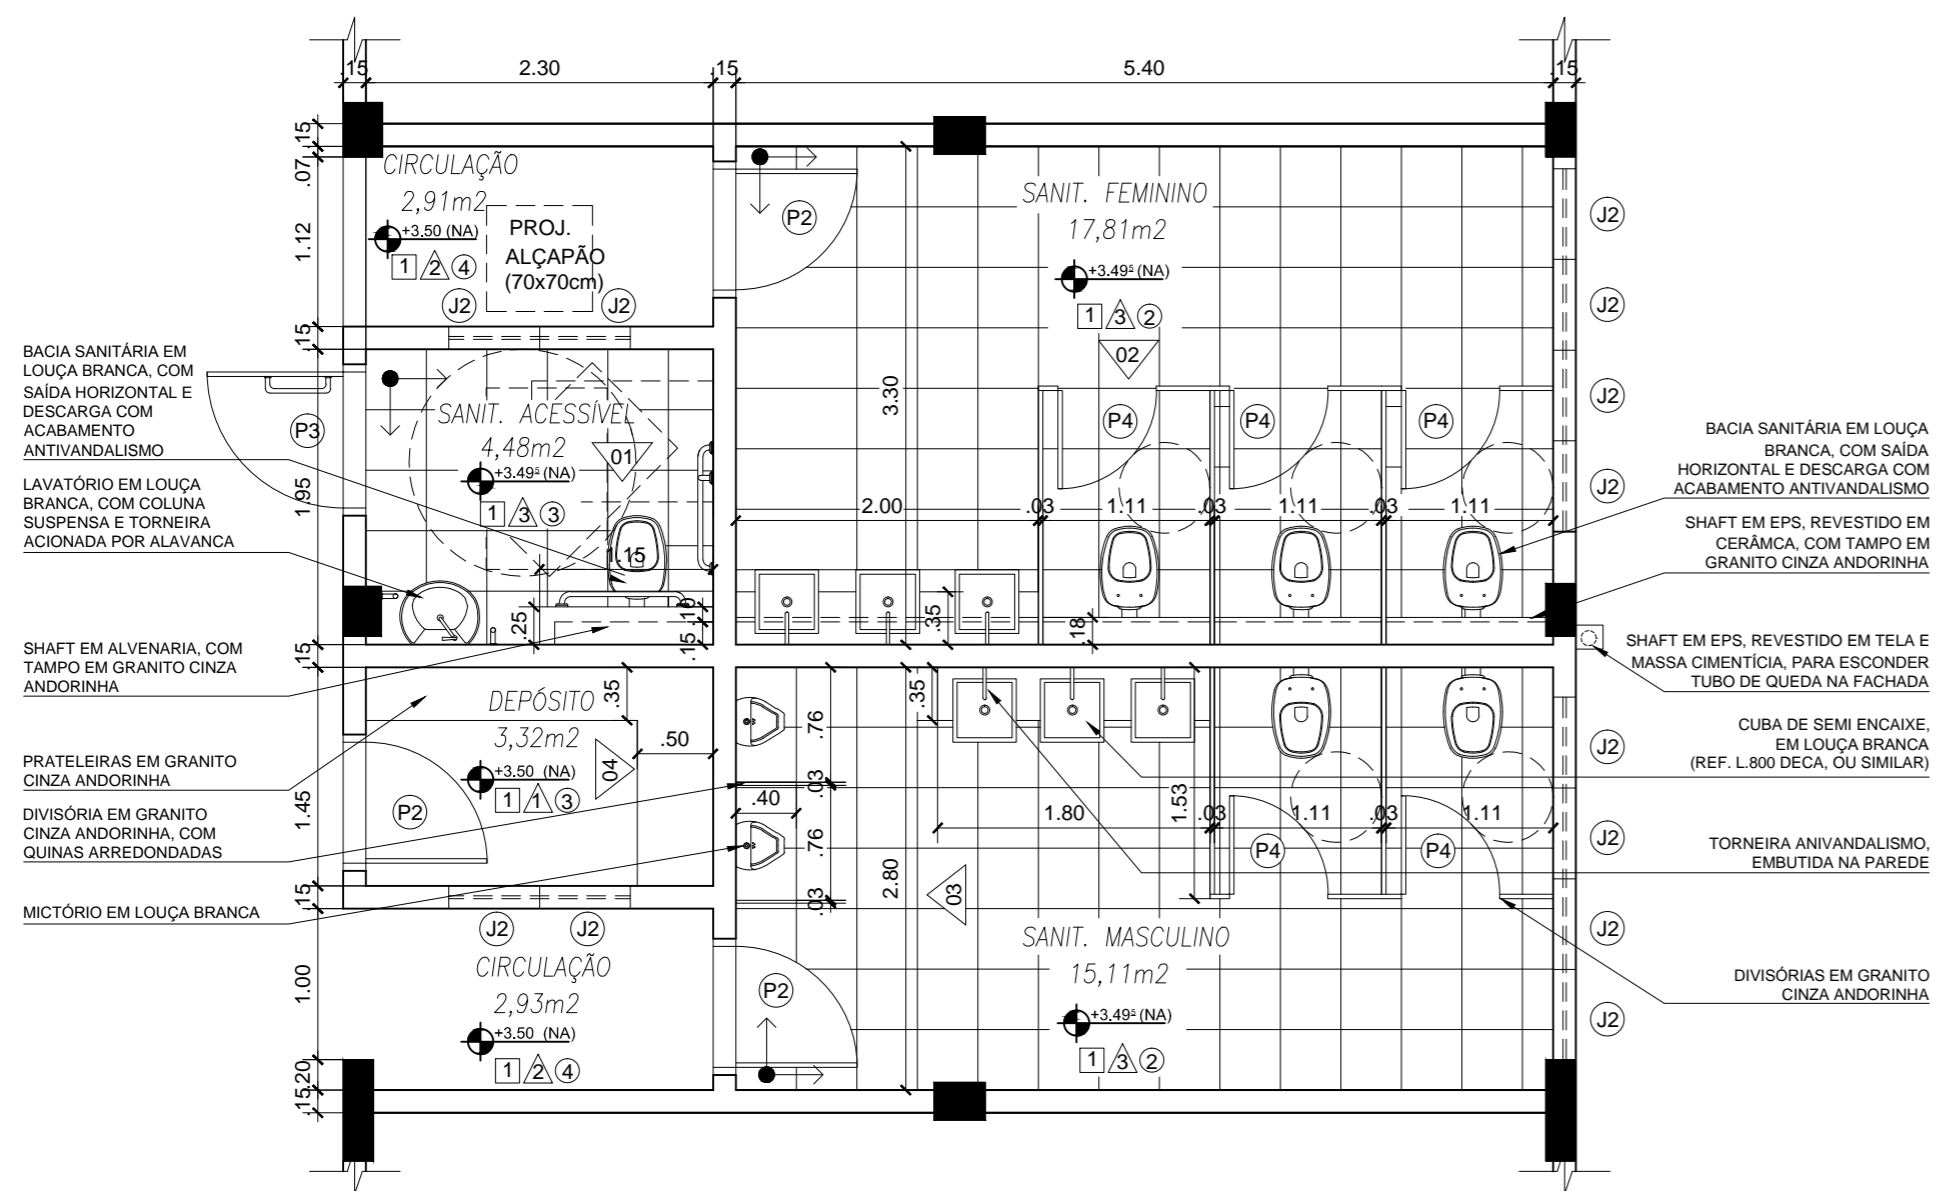 .15
2.30
.15
5.40
.15
.15
.07
1.12
.15
1.95
.15
1.45
.15
1.00
.20
.15
CIRCULAÇÃO
2,91m2
+3.50 (NA)
1 2 4
PROJ.
ALÇAPÃO
(70x70cm)
J2
J2
P2
SANIT. FEMININO
17,81m2
+3.49⁵ (NA)
1 3 2
02
3.30
J2
J2
J2
J2
P4
P4
P4
2.00
.03
1.11
.03
1.11
.03
1.11
.35
.18
BACIA SANITÁRIA EM
LOUÇA BRANCA, COM
SAÍDA HORIZONTAL E
DESCARGA COM
ACABAMENTO
ANTIVANDALISMO
LAVATÓRIO EM LOUÇA
BRANCA, COM COLUNA
SUSPENSA E TORNEIRA
ACIONADA POR ALAVANCA
SHAFT EM ALVENARIA, COM
TAMPO EM GRANITO CINZA
ANDORINHA
PRATELEIRAS EM GRANITO
CINZA ANDORINHA
DIVISÓRIA EM GRANITO
CINZA ANDORINHA, COM
QUINAS ARREDONDADAS
MICTÓRIO EM LOUÇA BRANCA
P3
SANIT. ACESSÍVEL
4,48m2
01
+3.49⁵ (NA)
1 3 3
1.15
.25
.10
.15
DEPÓSITO
3,32m2
+3.50 (NA)
1 1 3
04
.35
.50
P2
J2
J2
CIRCULAÇÃO
2,93m2
+3.50 (NA)
1 2 4
P2
.76
.03
.40
.76
.03
2.80
.35
1.80
1.53
.03
1.11
.03
1.11
P4
P4
03
SANIT. MASCULINO
15,11m2
+3.49⁵ (NA)
1 3 2
J2
J2
J2
J2
BACIA SANITÁRIA EM LOUÇA
BRANCA, COM SAÍDA
HORIZONTAL E DESCARGA COM
ACABAMENTO ANTIVANDALISMO
SHAFT EM EPS, REVESTIDO EM
CERÂMCA, COM TAMPO EM
GRANITO CINZA ANDORINHA
SHAFT EM EPS, REVESTIDO EM TELA E
MASSA CIMENTÍCIA, PARA ESCONDER
TUBO DE QUEDA NA FACHADA
CUBA DE SEMI ENCAIXE,
EM LOUÇA BRANCA
(REF. L.800 DECA, OU SIMILAR)
TORNEIRA ANIVANDALISMO,
EMBUTIDA NA PAREDE
DIVISÓRIAS EM GRANITO
CINZA ANDORINHA